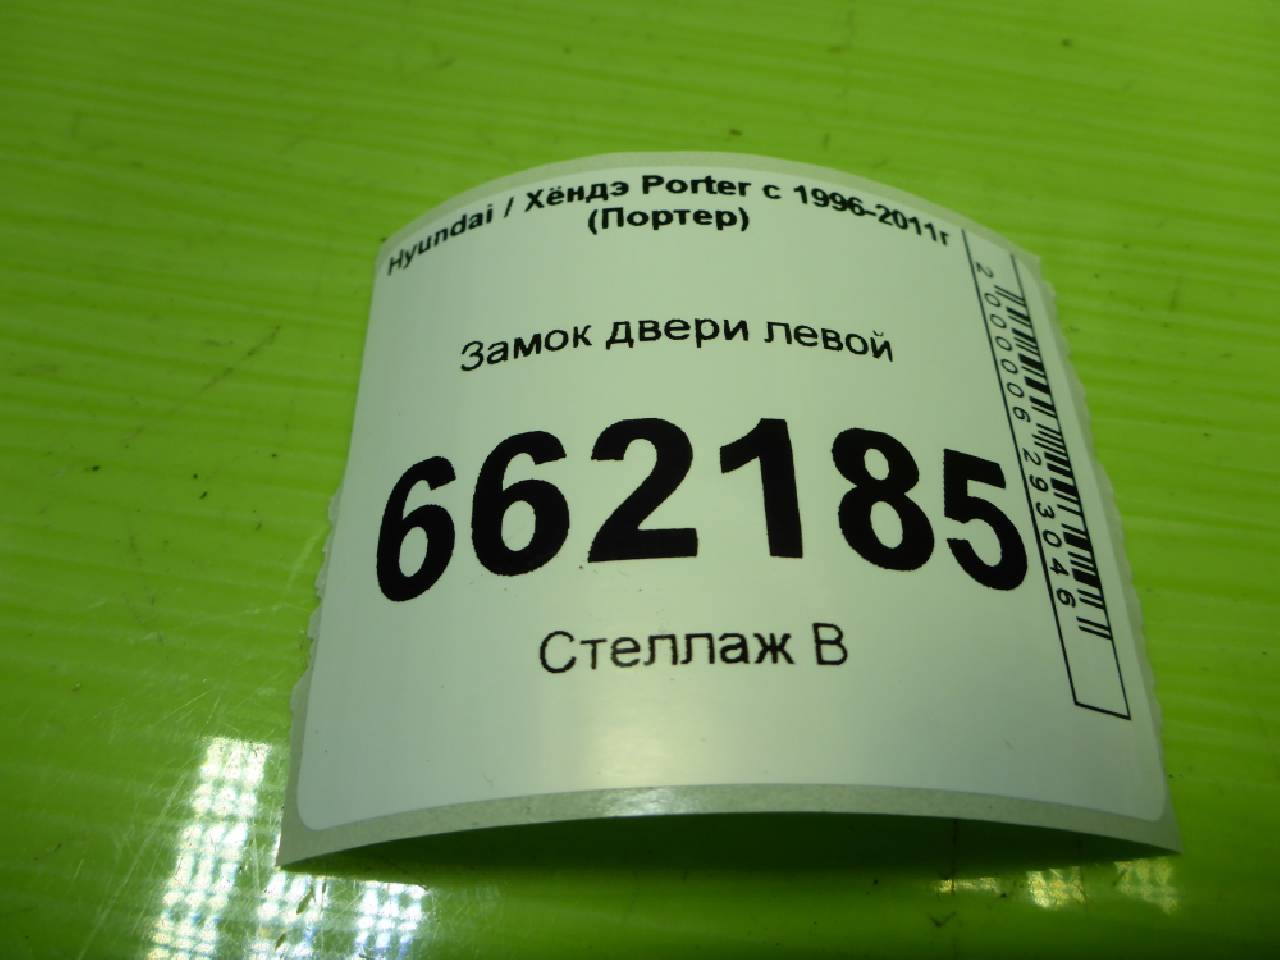 Hyundai / Хёндэ Porter с 1996-2011г
(Портер)
Замок двери левой
662185
Стеллаж В
2000006293046